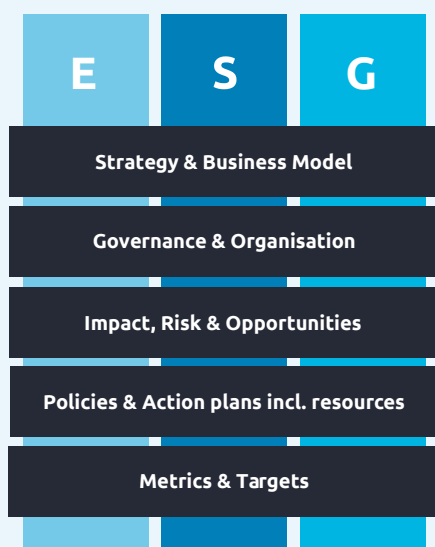 E S G
Strategy & Business Model
Governance & Organisation
Impact, Risk & Opportunities
Policies & Action plans incl. resources
Metrics & Targets